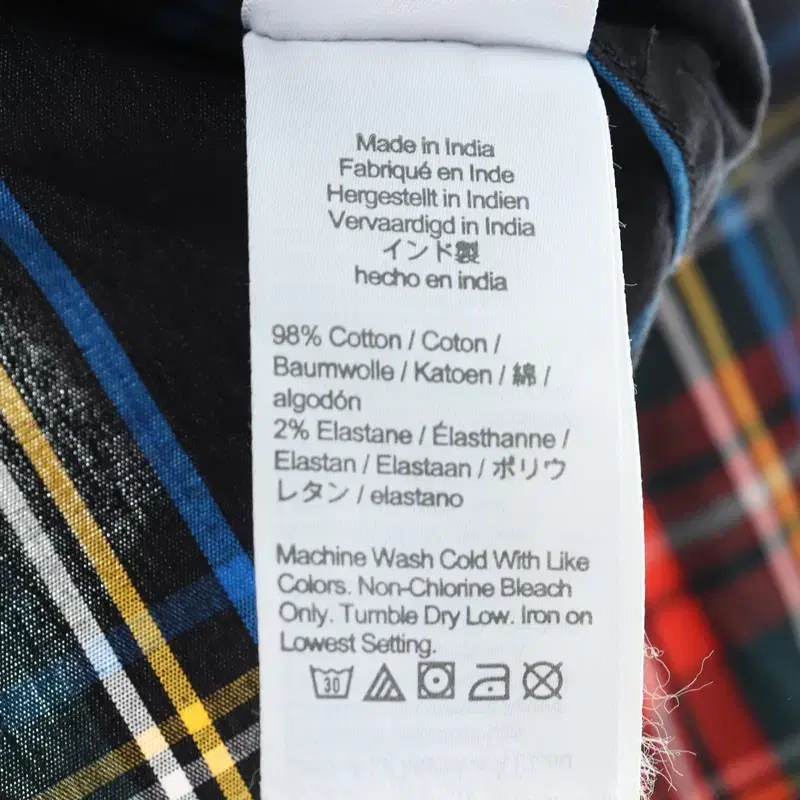 Made in India
Fabriqué en Inde
Hergestellt in Indien
Vervaardigd in India
インド製
hecho en india
98% Cotton / Coton /
Baumwolle / Katoen / 綿 /
algodón
2% Elastane / Élasthanne /
Elastan / Elastaan / ポリウ
レタン / elastano
Machine Wash Cold With Like
Colors. Non-Chlorine Bleach
Only. Tumble Dry Low. Iron on
Lowest Setting.
30